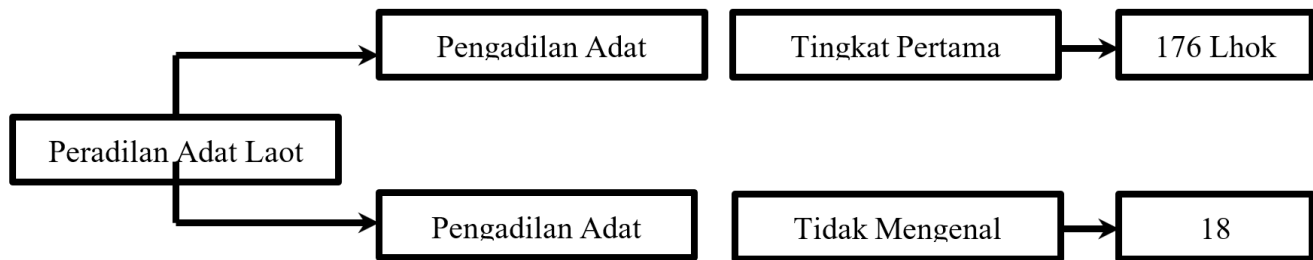 Pengadilan Adat
Tingkat Pertama
176 Lhok
Peradilan Adat Laot
Pengadilan Adat
Tidak Mengenal
18